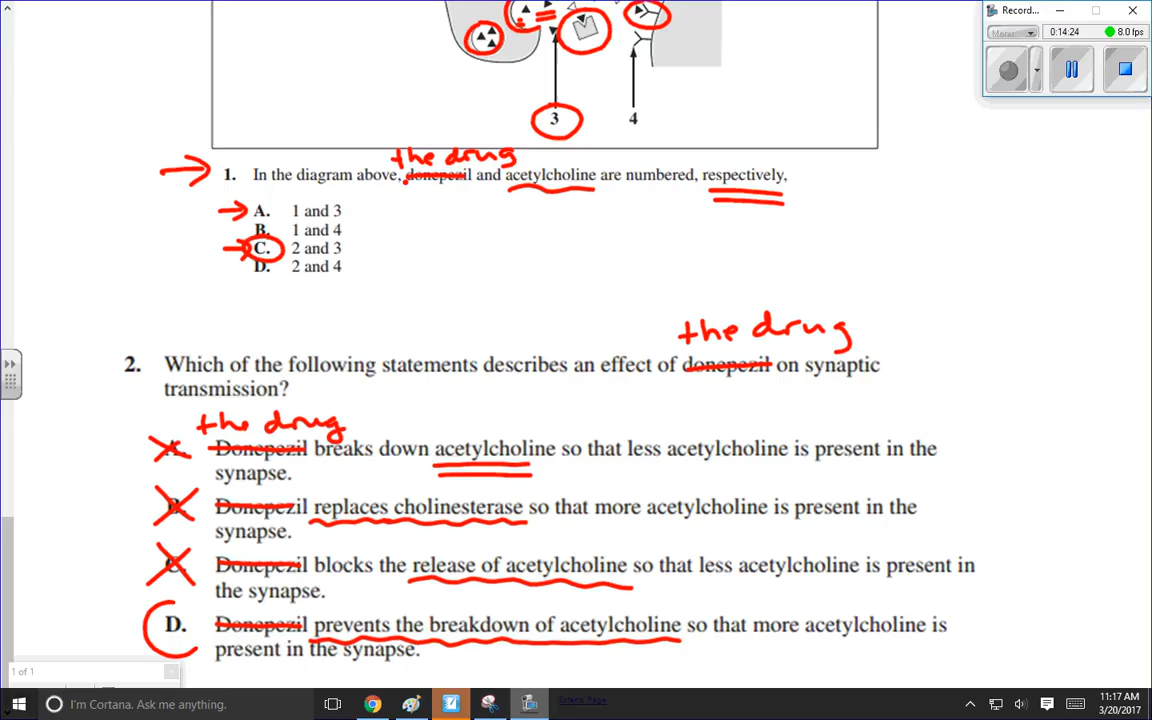 Record...
Menu
0:14:24
8.0 fps
3
4
the drug
1. In the diagram above, donepezil and acetylcholine are numbered, respectively,
A. 1 and 3
B. 1 and 4
C. 2 and 3
D. 2 and 4
the drug
2. Which of the following statements describes an effect of donepezil on synaptic
transmission?
the drug
A. Donepezil breaks down acetylcholine so that less acetylcholine is present in the
synapse.
B. Donepezil replaces cholinesterase so that more acetylcholine is present in the
synapse.
C. Donepezil blocks the release of acetylcholine so that less acetylcholine is present in
the synapse.
D. Donepezil prevents the breakdown of acetylcholine so that more acetylcholine is
present in the synapse.
1 of 1
I'm Cortana. Ask me anything.
External Page
11:17 AM
3/20/2017